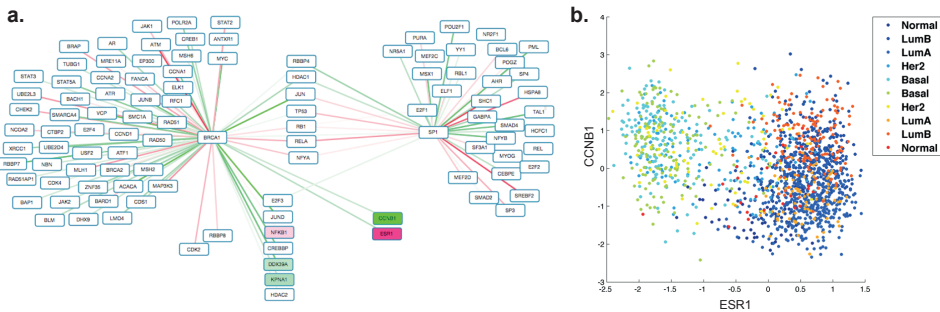 a.
b.
JAK1
POLR2A
STAT2
AR
CREB1
ANTXR1
BRAP
ATM
MSH6
MYC
TUBG1
MRE11A
EP300
STAT3
CCNA2
FANCA
CCNA1
STAT5A
ELK1
UBE2L3
ATR
JUNB
RFC1
BACH1
CHEK2
SMARCA4
VCP
SMC1A
RAD51
NCOA2
CTBP2
E2F4
CCND1
BRCA1
XRCC1
UBE2D4
RAD50
USF2
ATF1
RBBP7
NBN
MLH1
BRCA2
MSH2
RAD51AP1
CDK4
ZNF35
ACACA
MAP3K3
BAP1
JAK2
BARD1
CDS1
BLM
DHX9
LMO4
CDK2
RBBP8
RBBP4
HDAC1
JUN
TP53
RB1
RELA
NFYA
E2F3
JUND
NFKB1
CREBBP
DDX39A
KPNA1
HDAC2
CCNB1
ESR1
POU2F1
PURA
NR2F1
NR5A1
YY1
PML
MEF2C
BCL6
MSX1
RBL1
PDGZ
AHR
SP4
ELF1
HSPA8
SHC1
E2F1
GABPA
TAL1
SP1
SMAD4
NFYB
HCFC1
SF3A1
REL
MYOG
E2F2
CEBPE
MEF2D
SREBF2
SMAD2
SP3
CCNB1
4
3
2
1
0
-1
-2
-3
-2.5
-2
-1.5
-1
-0.5
0
0.5
1
1.5
ESR1
Normal
LumB
LumA
Her2
Basal
Her2
LumA
LumB
Normal